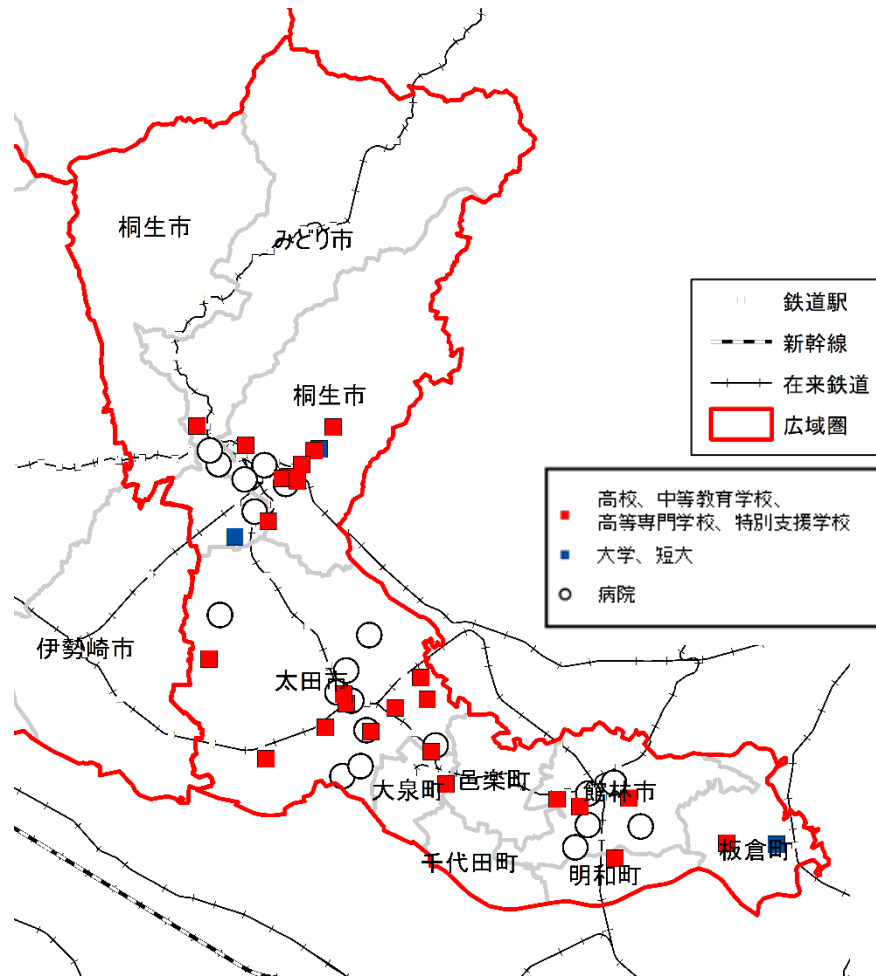 桐生市
みどり市
桐生市
伊勢崎市
太田市
大泉町
邑楽町
館林市
千代田町
明和町
板倉町
鉄道駅
新幹線
在来鉄道
広域圏
高校、中等教育学校、
高等専門学校、特別支援学校
大学、短大
病院